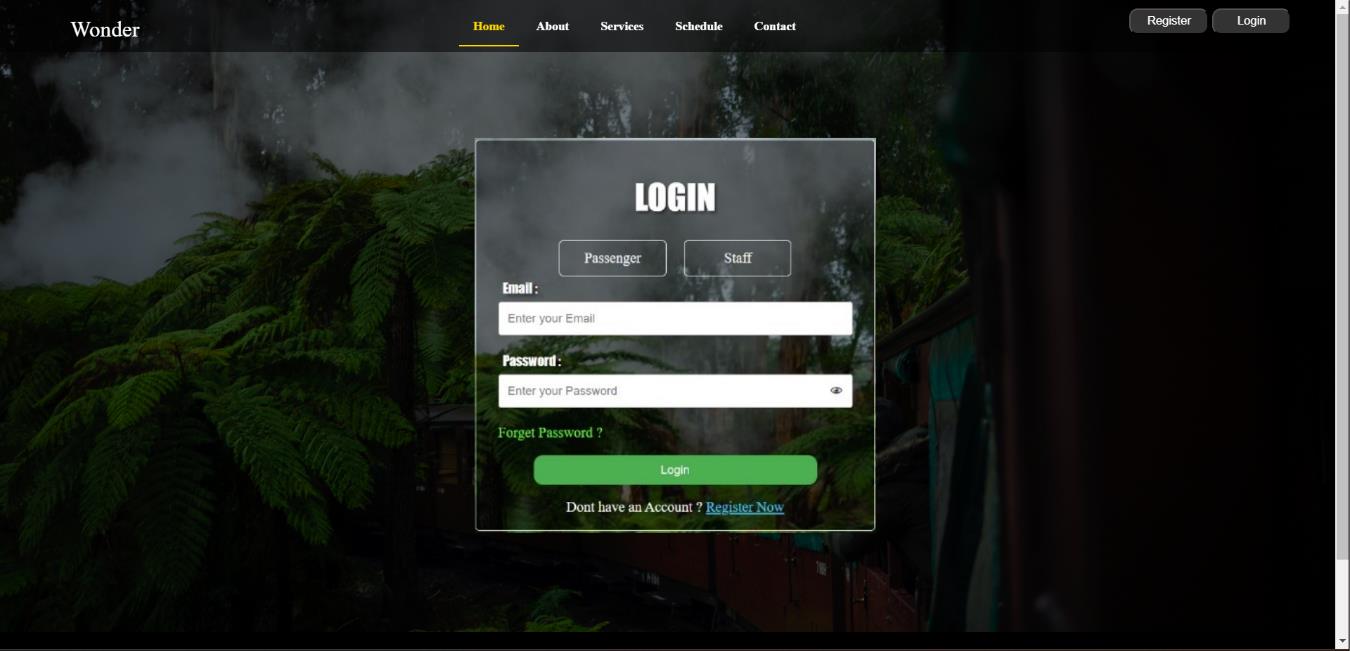 Wonder
Home About Services Schedule Contact
Register Login
LOGIN
Passenger Staff
Email :
Enter your Email
Password :
Enter your Password
Forget Password ?
Login
Dont have an Account ? Register Now